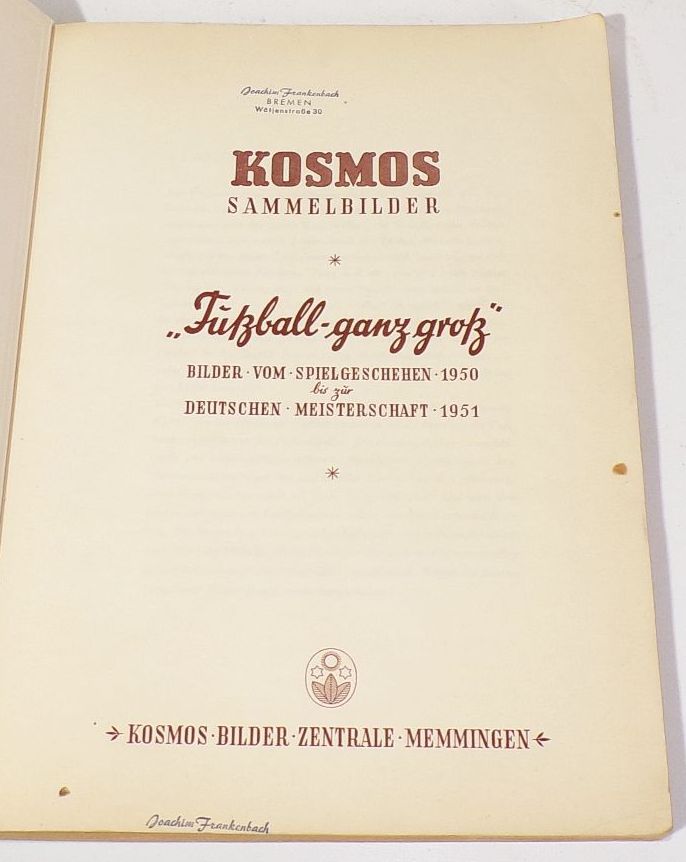 Joachim Frankenbach
BREMEN
Wätjenstraße 30
KOSMOS
SAMMELBILDER
*
„Fußball-ganz groß"
BILDER · VOM · SPIELGESCHEHEN · 1950
bis zur
DEUTSCHEN · MEISTERSCHAFT · 1951
*
KOSMOS · BILDER · ZENTRALE · MEMMINGEN
Joachim Frankenbach